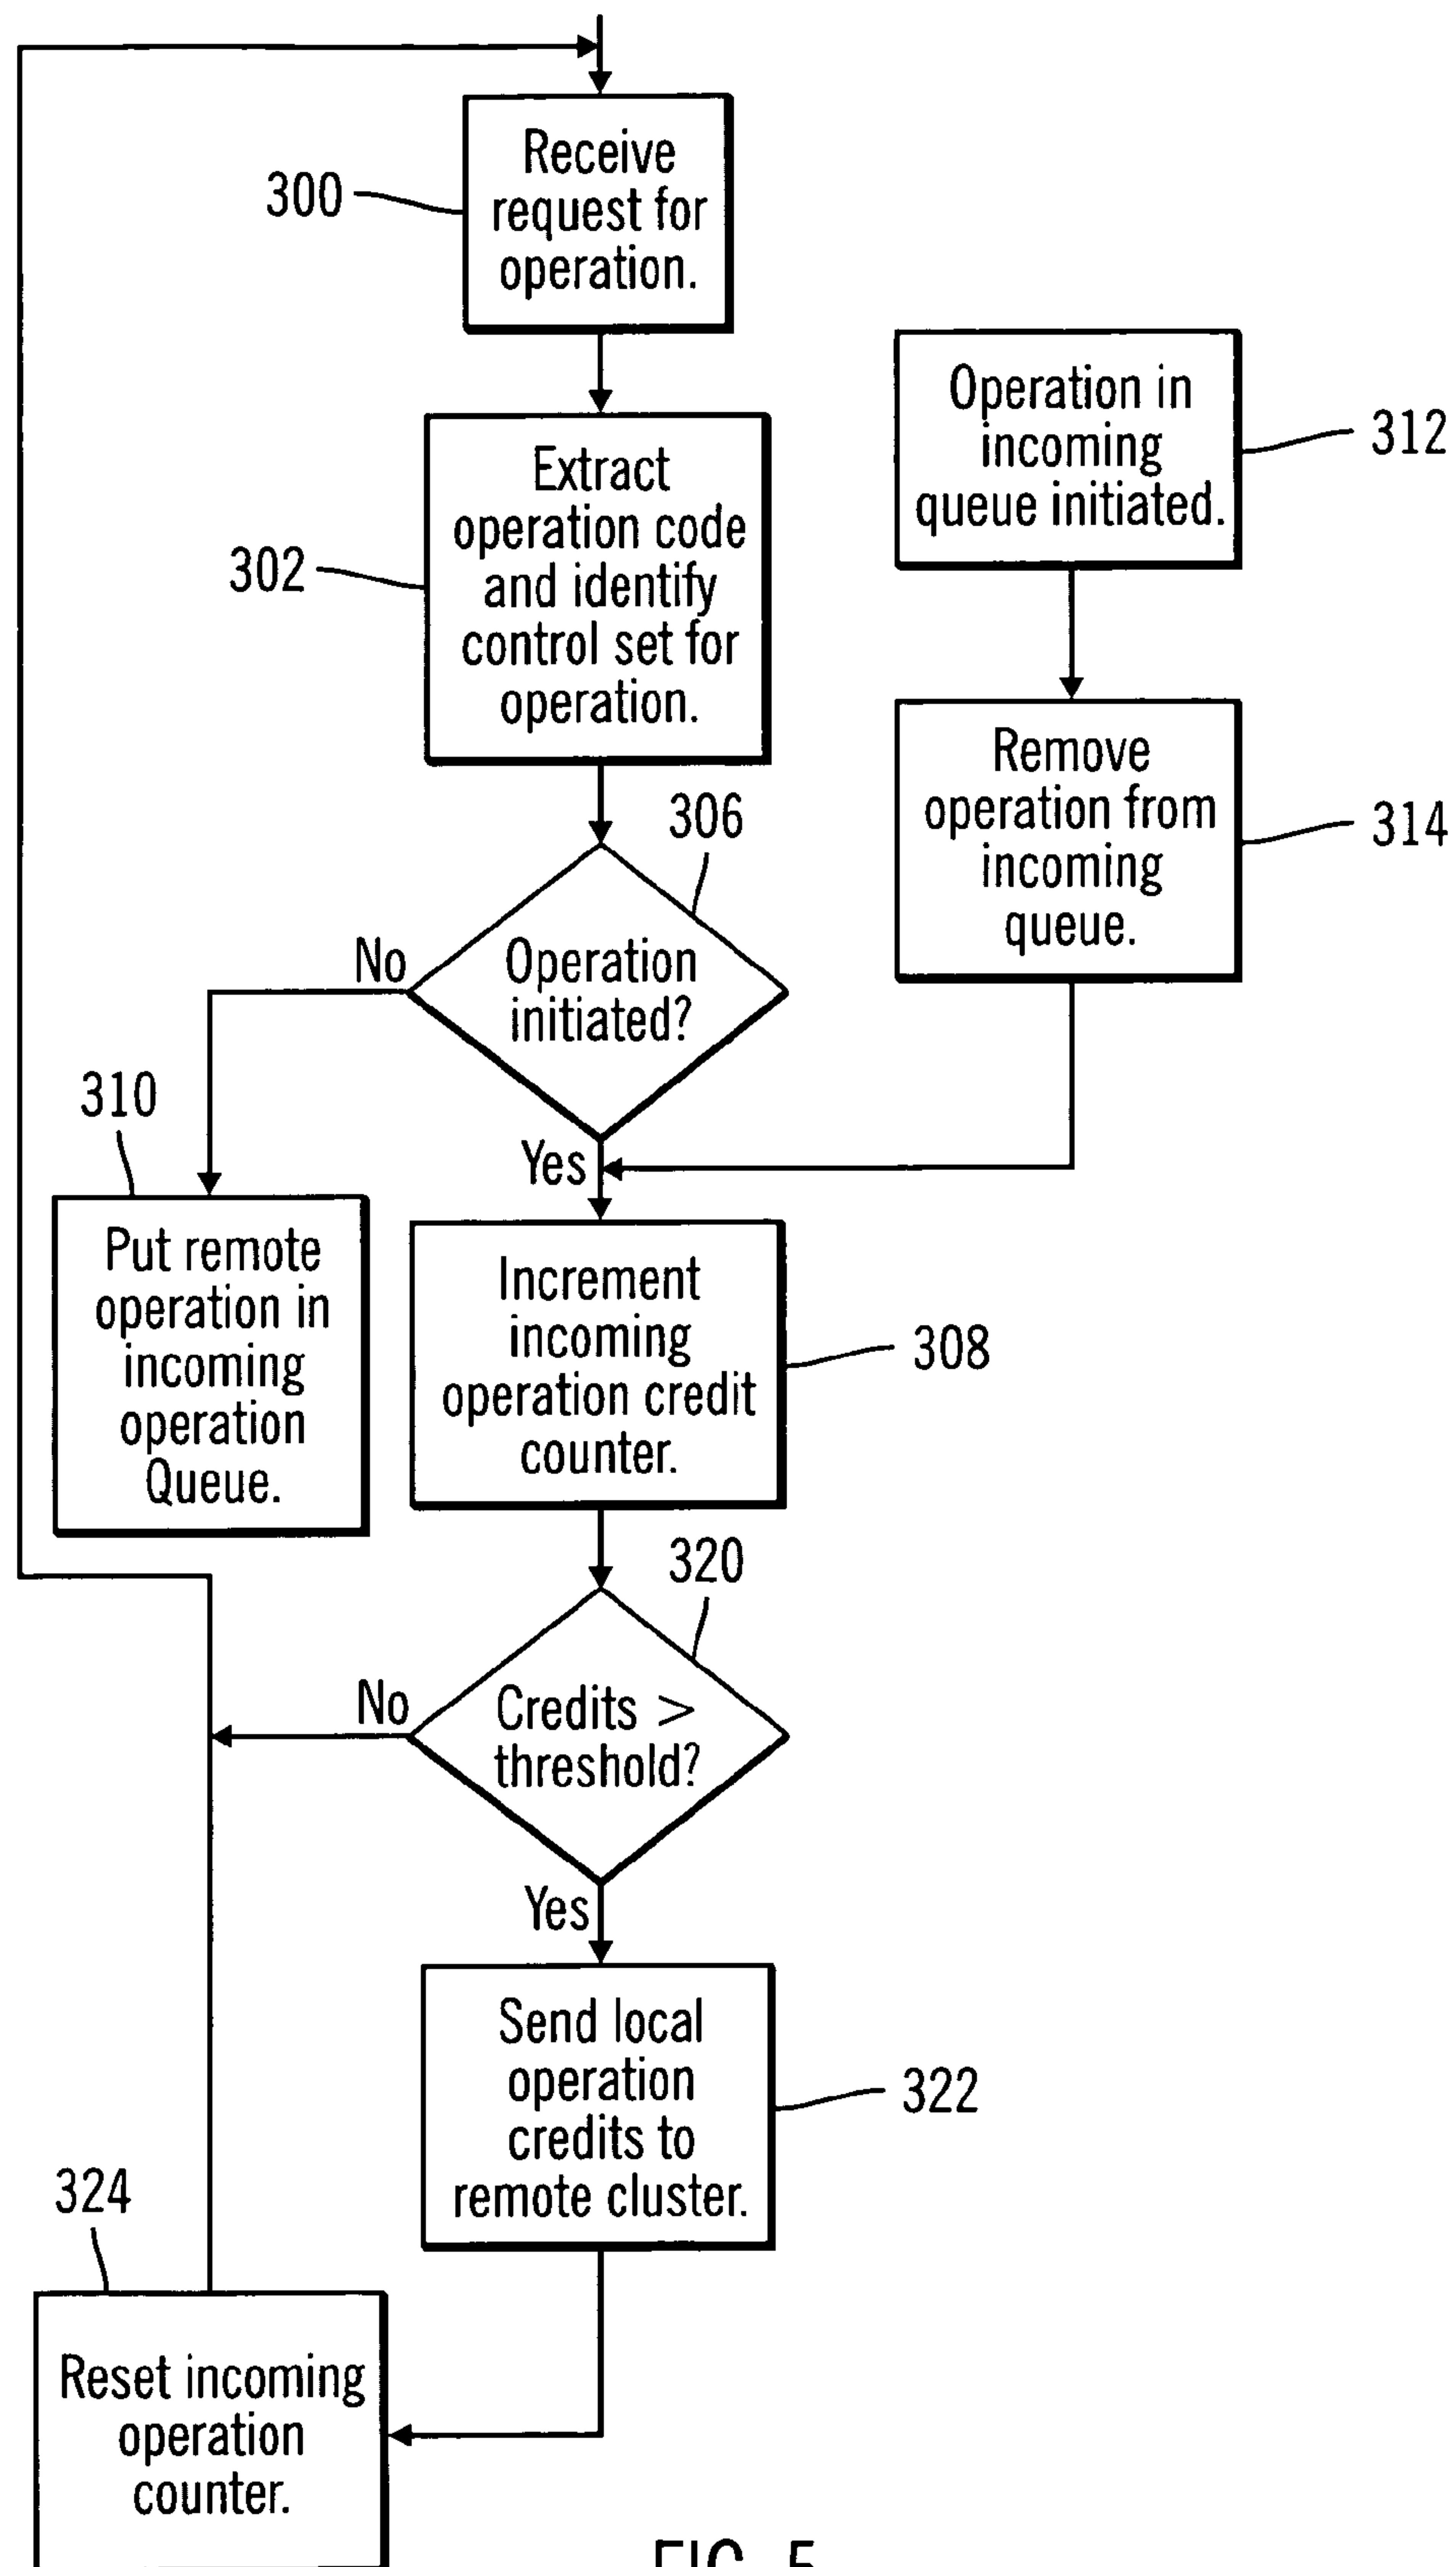 Receive
request for
operation.
300
Extract
operation code
and identify
control set for
operation.
302
Operation in
incoming
queue initiated.
312
Remove
operation from
incoming
queue.
314
306
Operation
initiated?
No
Yes
310
Put remote
operation in
incoming
operation
Queue.
Increment
incoming
operation credit
counter.
308
320
Credits >
threshold?
No
Yes
Send local
operation
credits to
remote cluster.
322
324
Reset incoming
operation
counter.
FIG. 5